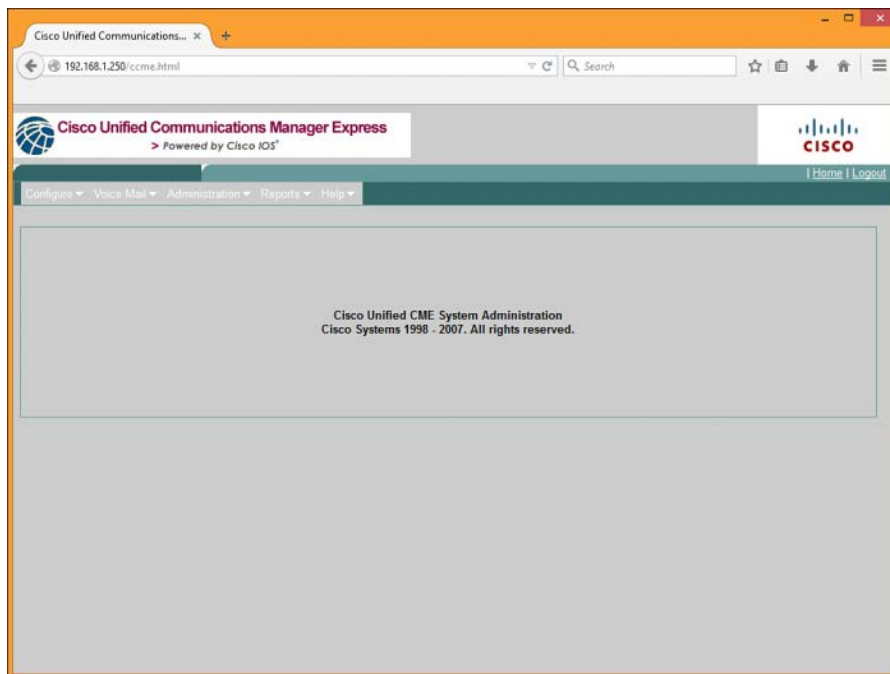 Cisco Unified Communications...
192.168.1.250/ccme.html
Search
Cisco Unified Communications Manager Express
> Powered by Cisco IOS®
CISCO
| Home | Logout
Configure Voice Mail Administration Reports Help
Cisco Unified CME System Administration
Cisco Systems 1998 - 2007. All rights reserved.